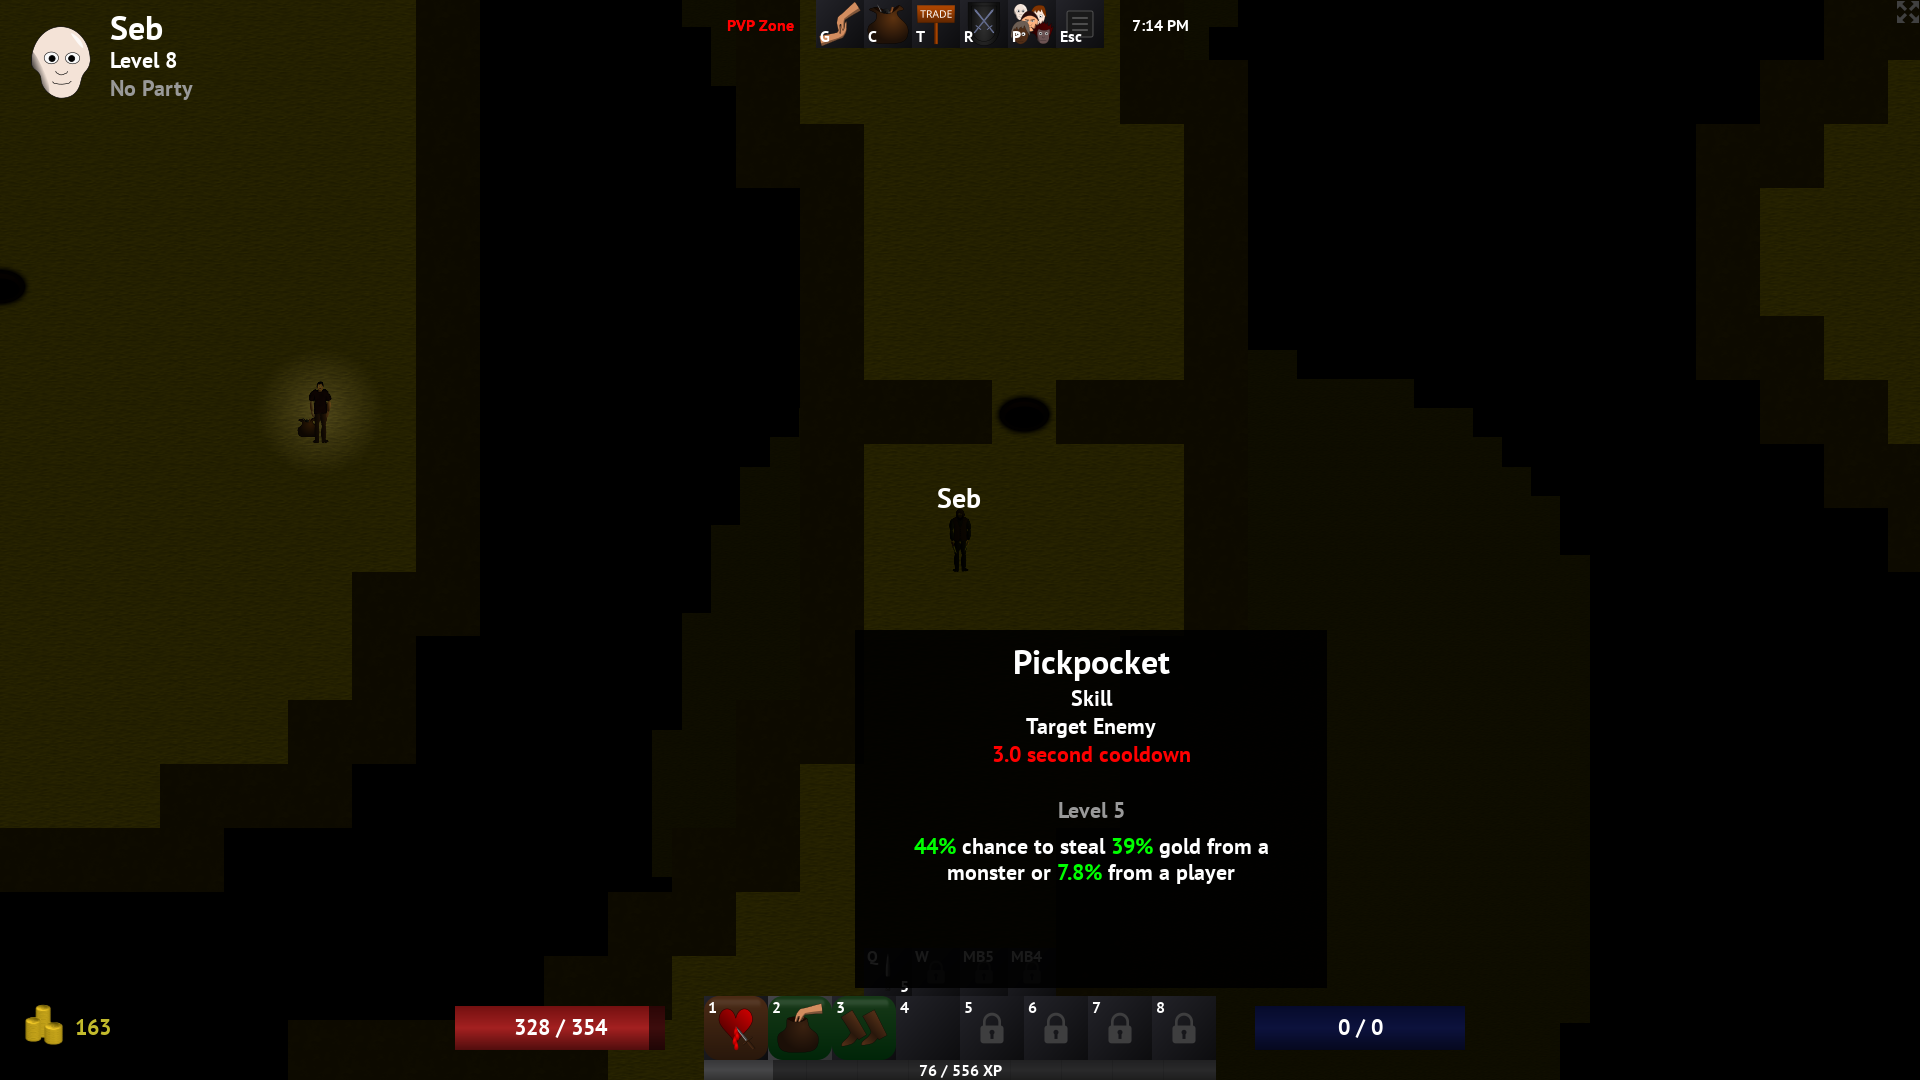 Seb
Level 8
No Party
PVP Zone
G
C
TRADE
T
R
P
Esc
7:14 PM
Seb
Pickpocket
Skill
Target Enemy
3.0 second cooldown
Level 5
44% chance to steal 39% gold from a
monster or 7.8% from a player
Q
W
MB5
MB4
5
163
328 / 354
1
2
3
4
5
6
7
8
0 / 0
76 / 556 XP